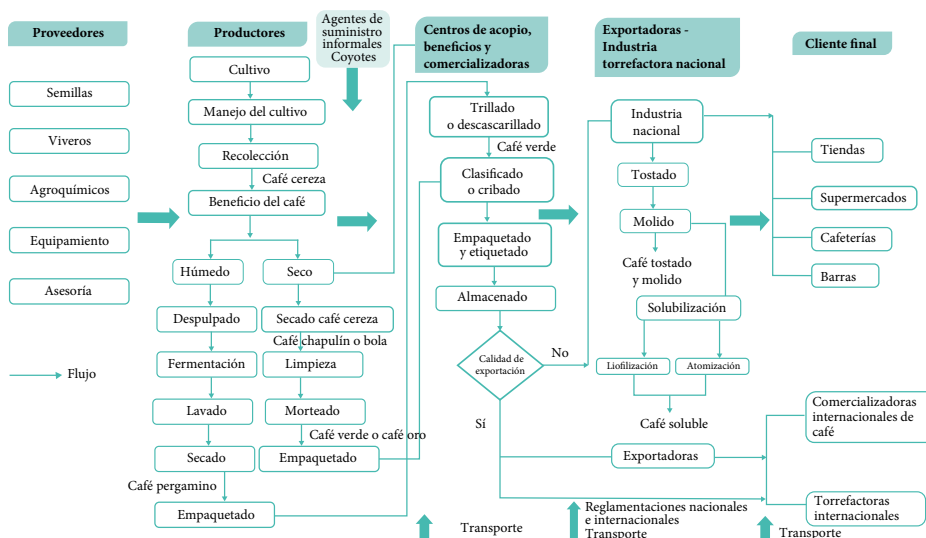 Proveedores
Semillas
Viveros
Agroquímicos
Equipamiento
Asesoría
Flujo
Productores
Cultivo
Manejo del cultivo
Recolección
Café cereza
Beneficio del café
Húmedo
Seco
Despulpado
Secado café cereza
Café chapulín o bola
Fermentación
Limpieza
Lavado
Morteado
Café verde o café oro
Secado
Empaquetado
Café pergamino
Empaquetado
Agentes de
suministro
informales
Coyotes
Centros de acopio,
beneficios y
comercializadoras
Trillado
o descascarillado
Café verde
Clasificado
o cribado
Empaquetado
y etiquetado
Almacenado
Calidad de
exportación
No
Sí
Transporte
Exportadoras -
Industria
torrefactora nacional
Industria
nacional
Tostado
Molido
Café tostado
y molido
Solubilización
Liofilización
Atomización
Café soluble
Exportadoras
Reglamentaciones nacionales
e internacionales
Transporte
Cliente final
Tiendas
Supermercados
Cafeterías
Barras
Comercializadoras
internacionales de
café
Torrefactoras
internacionales
Transporte